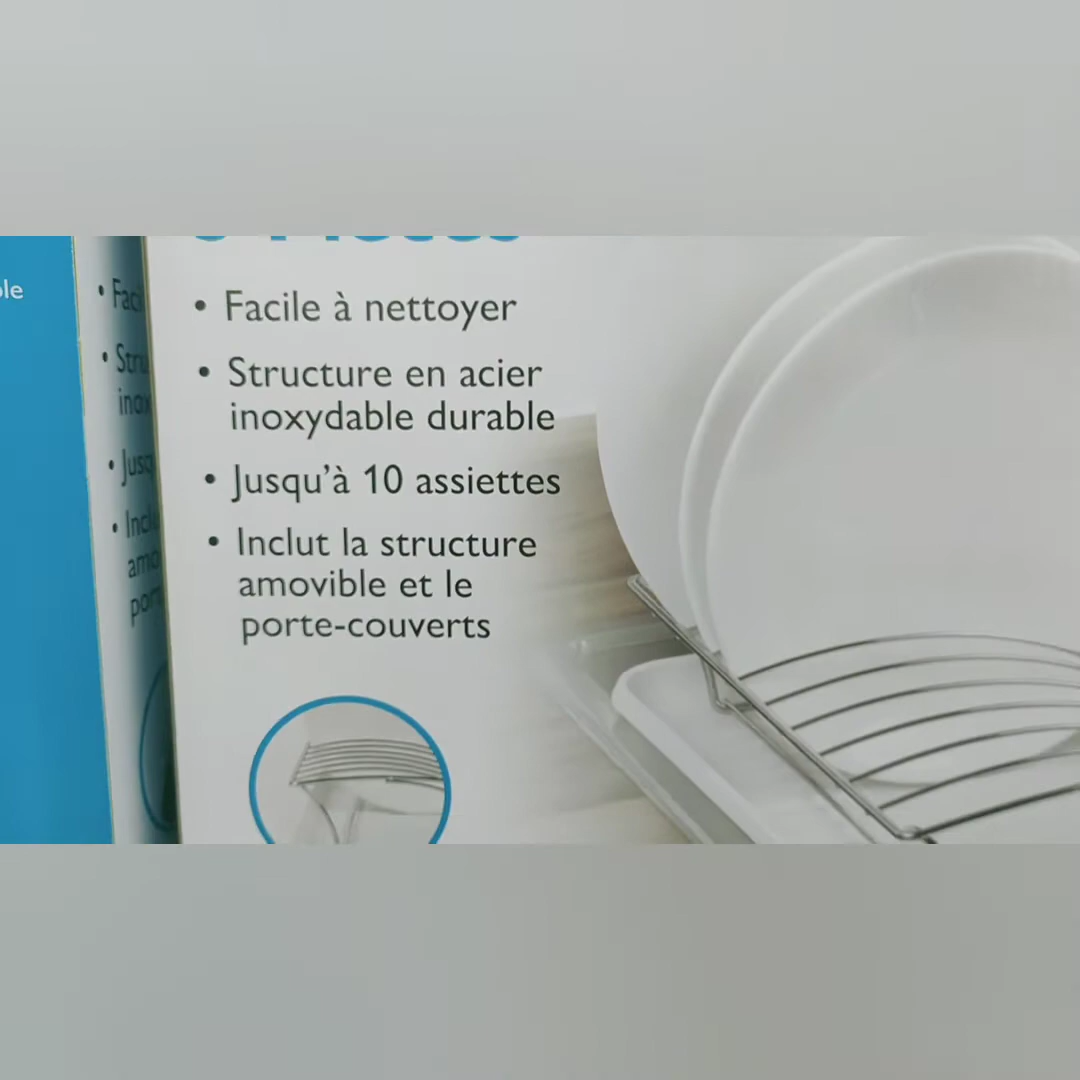 • Facile à nettoyer
• Structure en acier
inoxydable durable
• Jusqu'à 10 assiettes
• Inclut la structure
amovible et le
porte-couverts